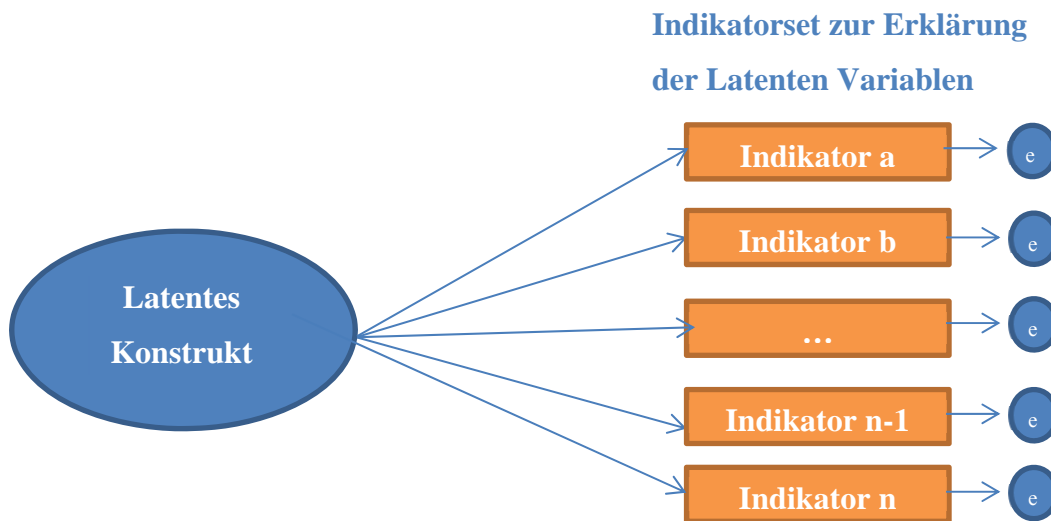 Indikatorset zur Erklärung
der Latenten Variablen
Indikator a
e
Indikator b
e
Latentes
Konstrukt
...
e
Indikator n-1
e
Indikator n
e